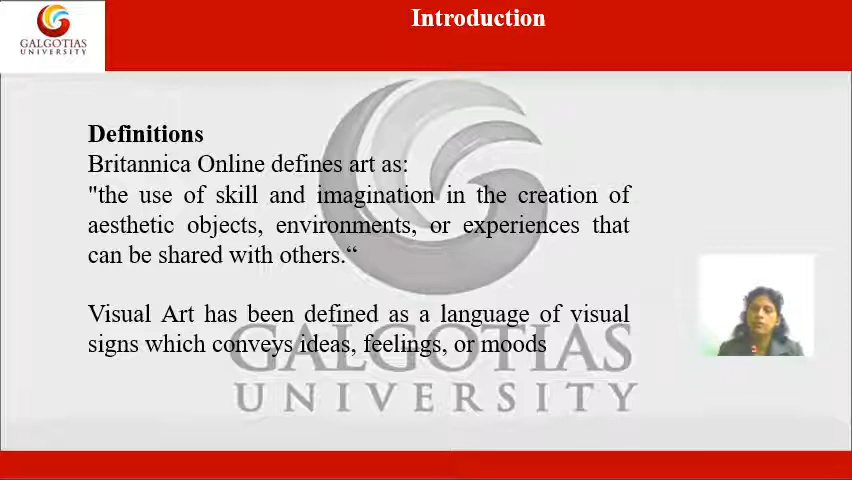 Introduction
GALGOTIAS
UNIVERSITY
Definitions
Britannica Online defines art as:
"the use of skill and imagination in the creation of
aesthetic objects, environments, or experiences that
can be shared with others.“
Visual Art has been defined as a language of visual
signs which conveys ideas, feelings, or moods
GALGOTIAS
UNIVERSITY